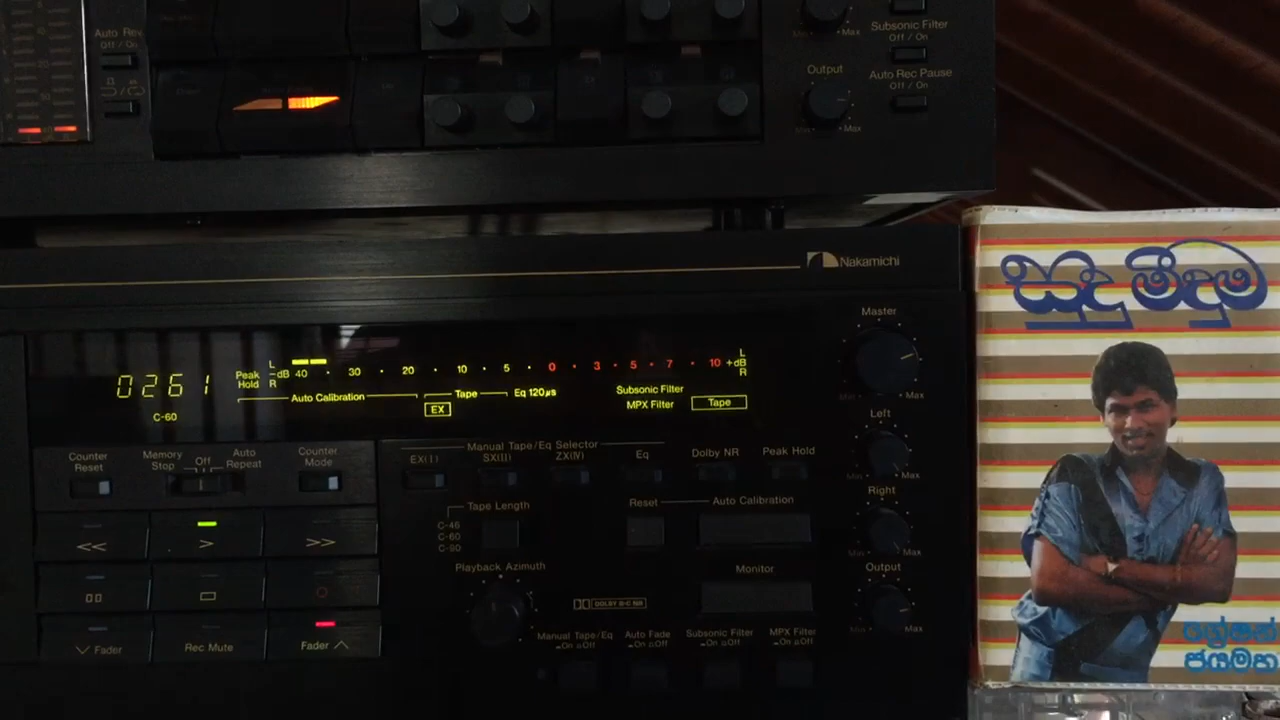 Auto Rev
Off / On
Min
Max
Output
Min
Max
Subsonic Filter
Off / On
Auto Rec Pause
Off / On
Nakamichi
0261
C-60
Peak
Hold
L
-dB
R
40 30 20 10 5 0 3 5 7 10 +dB
L
R
Auto Calibration
Tape
EX
Eq 120µs
Subsonic Filter
MPX Filter
Tape
Master
Min
Max
Left
Min
Max
Right
Min
Max
Output
Min
Max
Counter
Reset
Memory
Stop
Off
Auto
Repeat
Counter
Mode
<<
>
>>
Fader
Rec Mute
Fader
Manual Tape/Eq Selector
EX(I)
SX(II)
ZX(IV)
Eq
Dolby NR
Peak Hold
Tape Length
C-46
C-60
C-90
Reset
Auto Calibration
Playback Azimuth
Monitor
DOLBY B-C NR
Manual Tape/Eq
On Off
Auto Fade
On Off
Subsonic Filter
On Off
MPX Filter
On Off
සුදු මීදුම
ග්‍රේෂන්
ජයමහ